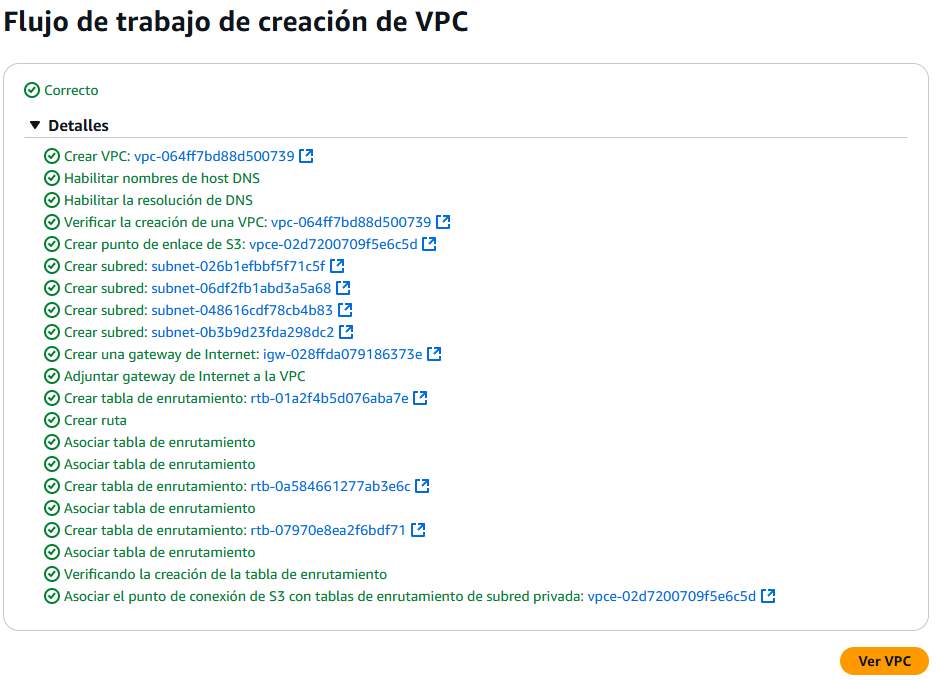 Flujo de trabajo de creación de VPC
Correcto
Detalles
Crear VPC: vpc-064ff7bd88d500739
Habilitar nombres de host DNS
Habilitar la resolución de DNS
Verificar la creación de una VPC: vpc-064ff7bd88d500739
Crear punto de enlace de S3: vpce-02d7200709f5e6c5d
Crear subred: subnet-026b1efbbf5f71c5f
Crear subred: subnet-06df2fb1abd3a5a68
Crear subred: subnet-048616cdf78cb4b83
Crear subred: subnet-0b3b9d23fda298dc2
Crear una gateway de Internet: igw-028ffda079186373e
Adjuntar gateway de Internet a la VPC
Crear tabla de enrutamiento: rtb-01a2f4b5d076aba7e
Crear ruta
Asociar tabla de enrutamiento
Asociar tabla de enrutamiento
Crear tabla de enrutamiento: rtb-0a584661277ab3e6c
Asociar tabla de enrutamiento
Crear tabla de enrutamiento: rtb-07970e8ea2f6bdf71
Asociar tabla de enrutamiento
Verificando la creación de la tabla de enrutamiento
Asociar el punto de conexión de S3 con tablas de enrutamiento de subred privada: vpce-02d7200709f5e6c5d
Ver VPC